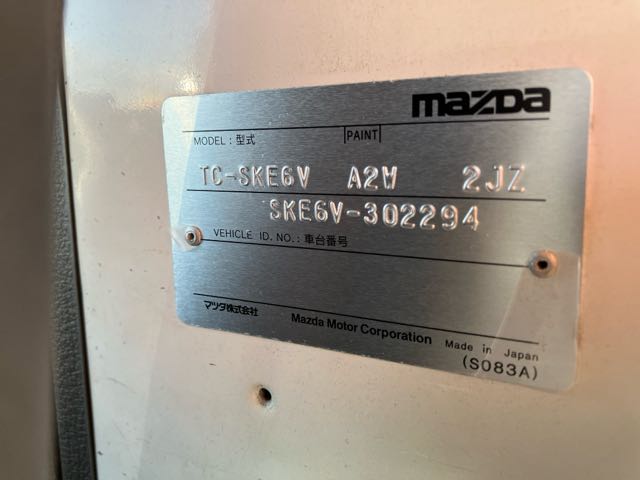 mazda
MODEL : 型式 PAINT
TC-SKE6V A2W 2JZ
SKE6V-302294
VEHICLE ID. NO. : 車台番号
マツダ株式会社 Mazda Motor Corporation Made in Japan
(S083A)